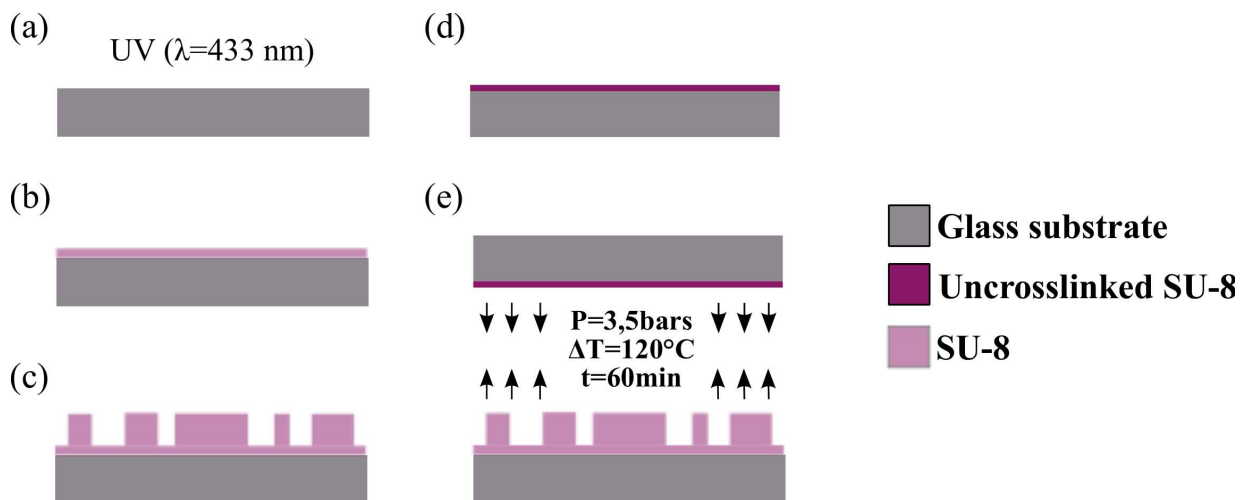 (a)
UV (λ=433 nm)
(b)
(c)
(d)
(e)
P=3,5bars
ΔT=120°C
t=60min
Glass substrate
Uncrosslinked SU-8
SU-8